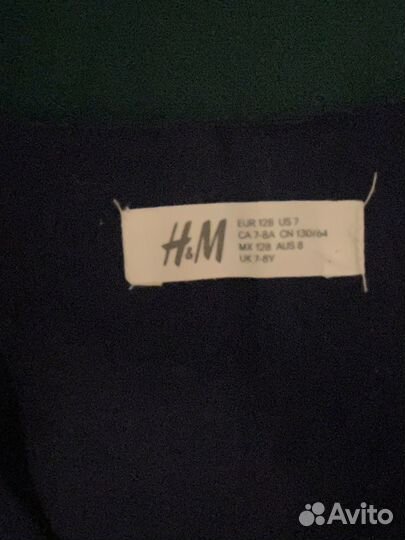 H&M
EUR 128 US 7
CA 7-8A CN 130/64
MX 128 AUS 8
UK 7-8Y
Avito